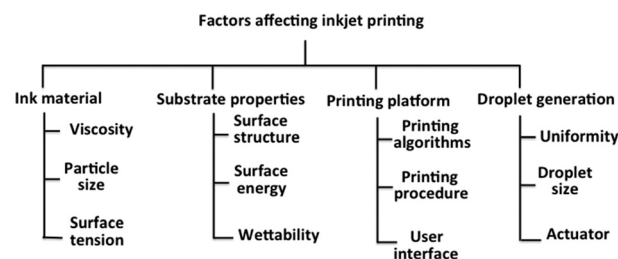 Factors affecting inkjet printing
Ink material
Viscosity
Particle
size
Surface
tension
Substrate properties
Surface
structure
Surface
energy
Wettability
Printing platform
Printing
algorithms
Printing
procedure
User
interface
Droplet generation
Uniformity
Droplet
size
Actuator